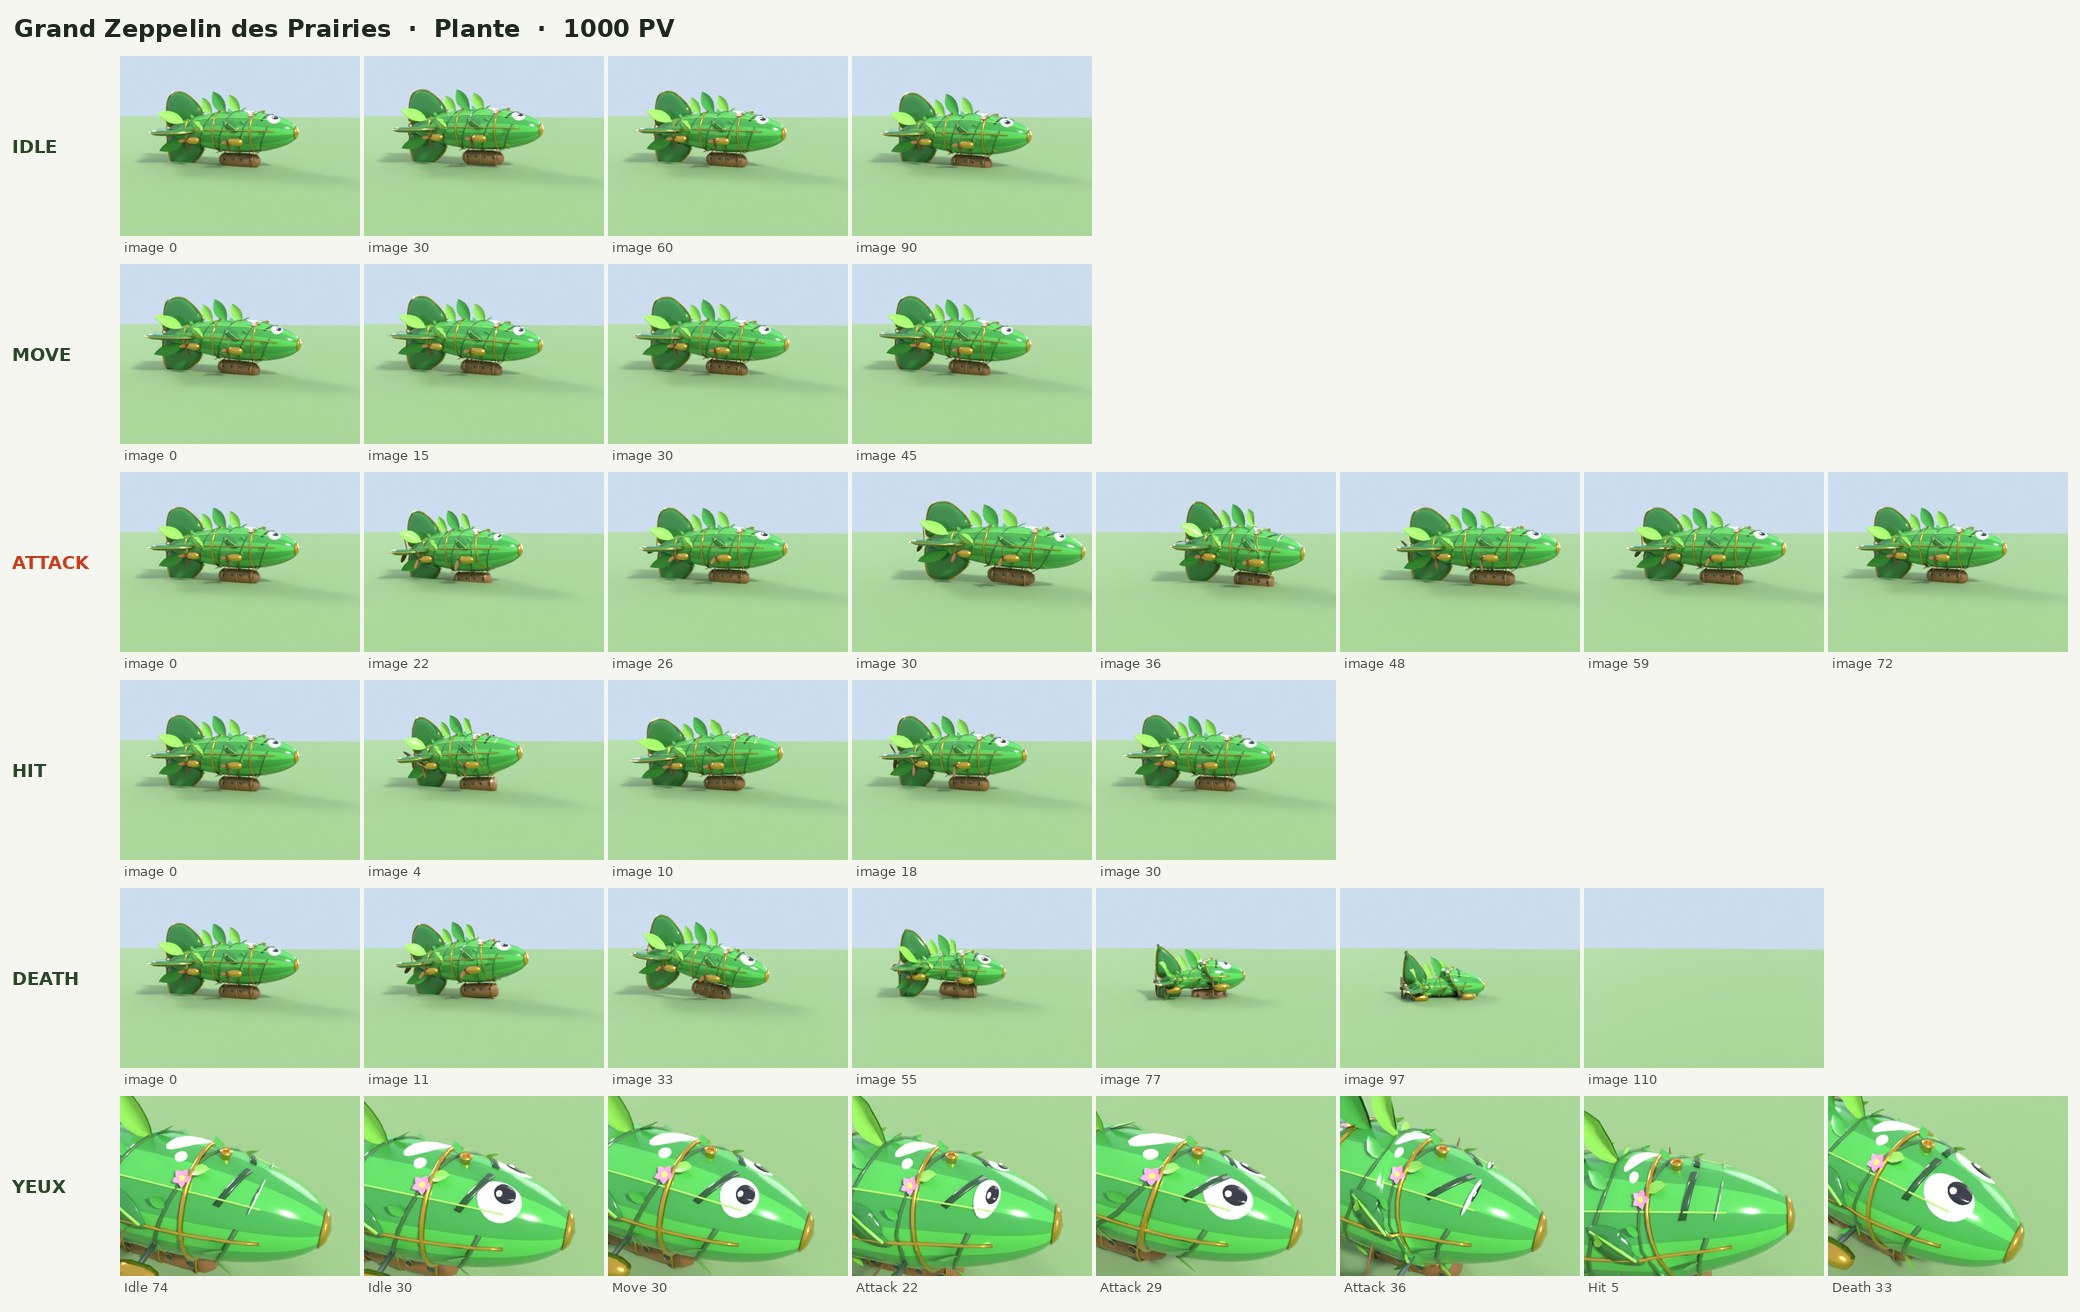 Grand Zeppelin des Prairies · Plante · 1000 PV
IDLE
image 0 image 30 image 60 image 90
MOVE
image 0 image 15 image 30 image 45
ATTACK
image 0 image 22 image 26 image 30 image 36 image 48 image 59 image 72
HIT
image 0 image 4 image 10 image 18 image 30
DEATH
image 0 image 11 image 33 image 55 image 77 image 97 image 110
YEUX
Idle 74 Idle 30 Move 30 Attack 22 Attack 29 Attack 36 Hit 5 Death 33